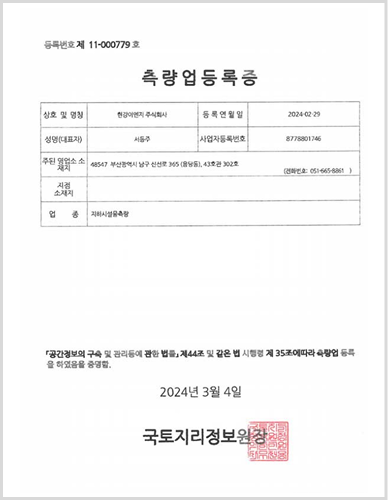 등록번호 제 11-000779 호
측량업등록증
상호 및 명칭 현강이앤지 주식회사 등록연월일 2024-02-29
성명(대표자) 서동주 사업자등록번호 8778801746
주된 영업소 소재지 48547 부산광역시 남구 신선로 365 (용당동), 43호관 302호
(전화번호: 051-665-8861 )
지점
소재지
업 종 지하시설물측량
「공간정보의 구축 및 관리등에 관한 법률」 제44조 및 같은 법 시행령 제 35조에따라 측량업 등록
을 하였음을 증명함.
2024년 3월 4일
국토지리정보원장